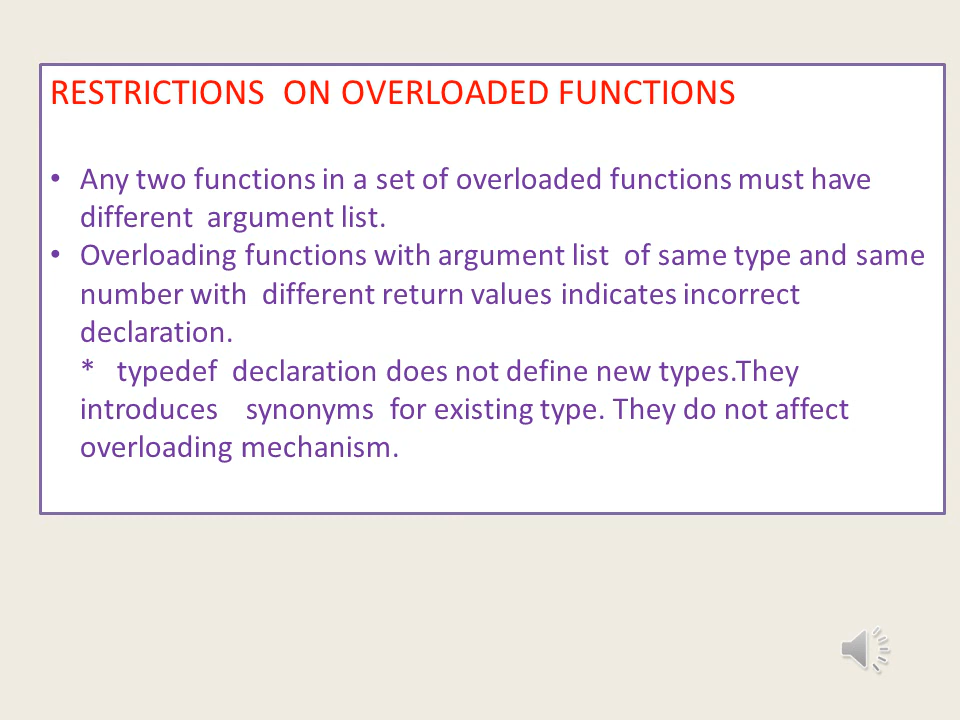 RESTRICTIONS ON OVERLOADED FUNCTIONS
• Any two functions in a set of overloaded functions must have
different argument list.
• Overloading functions with argument list of same type and same
number with different return values indicates incorrect
declaration.
* typedef declaration does not define new types.They
introduces synonyms for existing type. They do not affect
overloading mechanism.